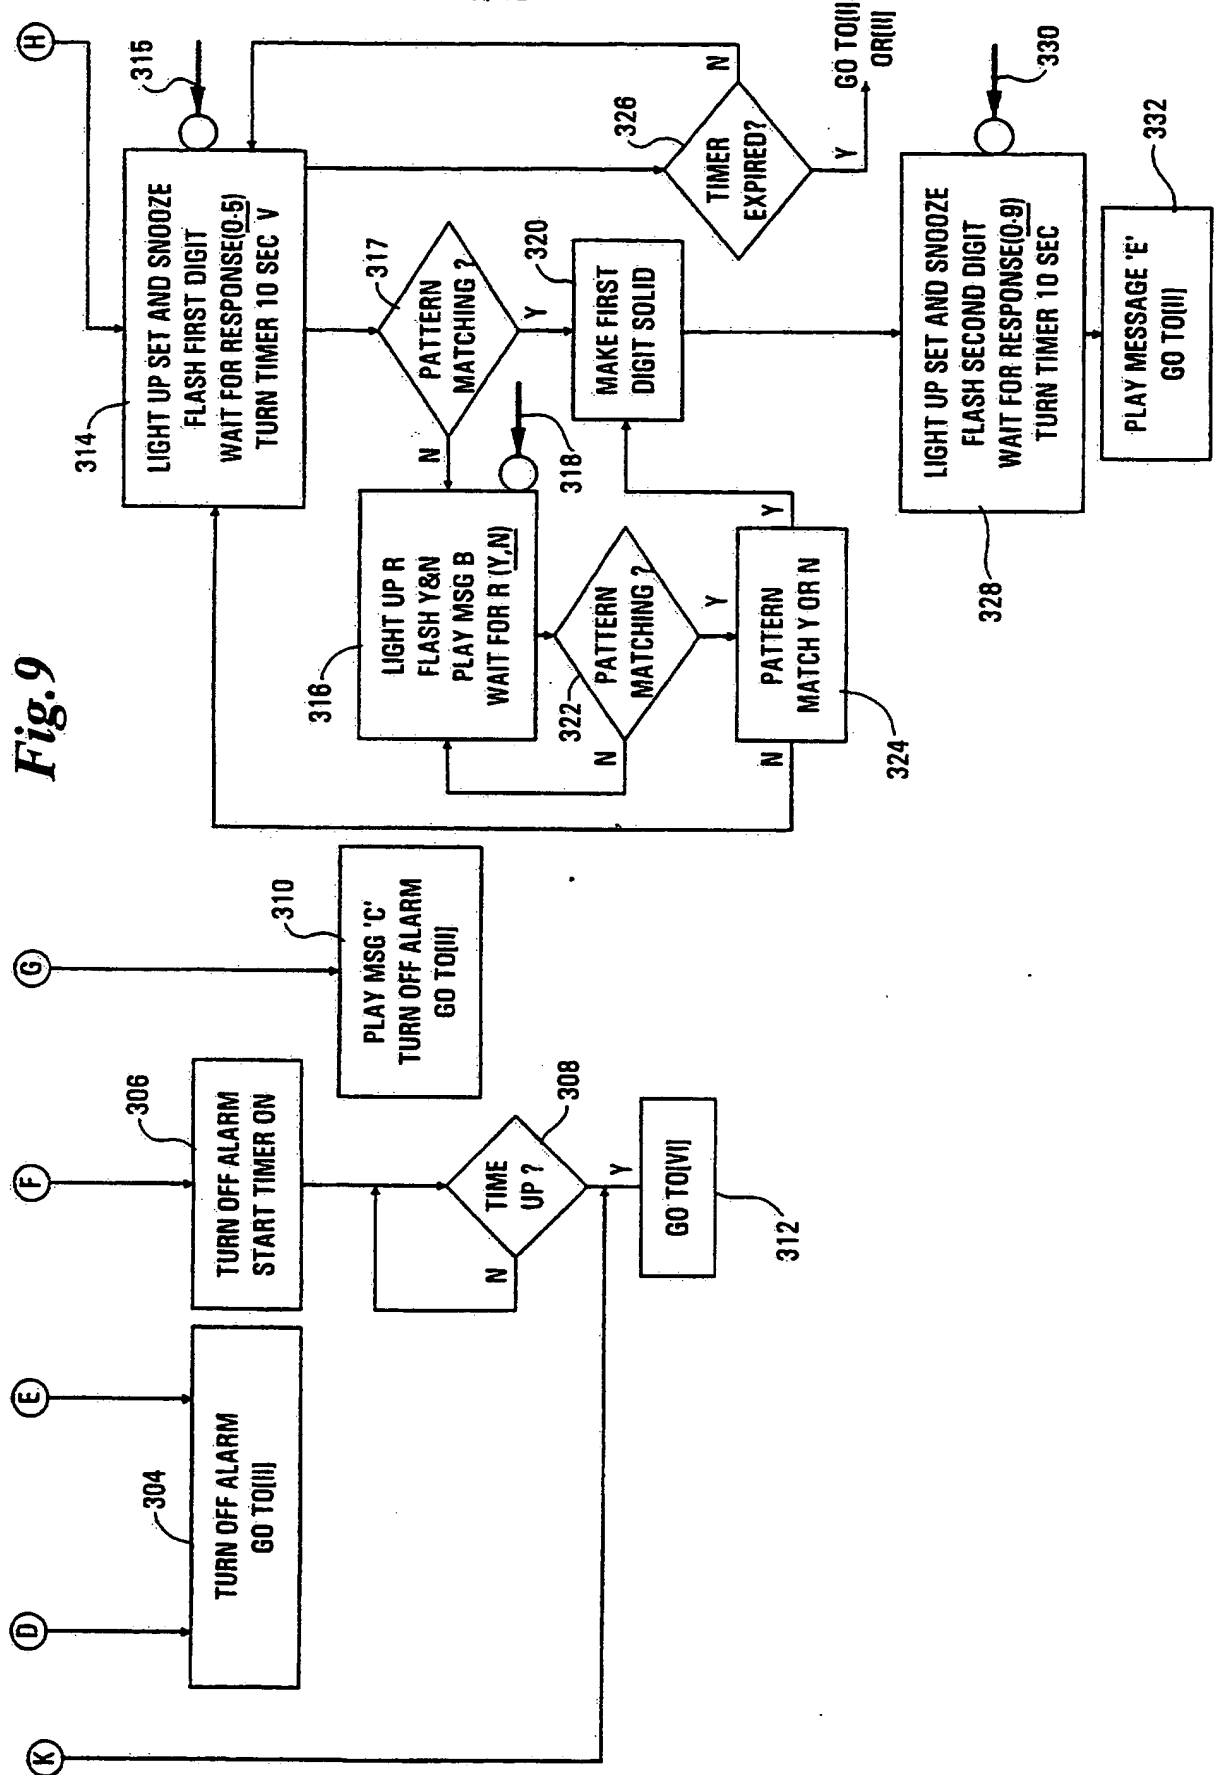 Fig.9
K
D
E
F
G
H
304
TURN OFF ALARM
GO TO[II]
306
TURN OFF ALARM
START TIMER ON
308
TIME
UP ?
N
Y
GO TO[VI]
312
310
PLAY MSG 'C'
TURN OFF ALARM
GO TO[II]
314
315
LIGHT UP SET AND SNOOZE
FLASH FIRST DIGIT
WAIT FOR RESPONSE(0-5)
TURN TIMER 10 SEC V
317
PATTERN
MATCHING ?
N
Y
316
318
LIGHT UP R
FLASH Y&N
PLAY MSG B
WAIT FOR R (Y,N)
320
MAKE FIRST
DIGIT SOLID
322
PATTERN
MATCHING ?
N
Y
324
PATTERN
MATCH Y OR N
N
Y
326
TIMER
EXPIRED?
N
Y
GO TO[I]
OR[II]
328
330
LIGHT UP SET AND SNOOZE
FLASH SECOND DIGIT
WAIT FOR RESPONSE(0-9)
TURN TIMER 10 SEC
332
PLAY MESSAGE 'E'
GO TO[II]